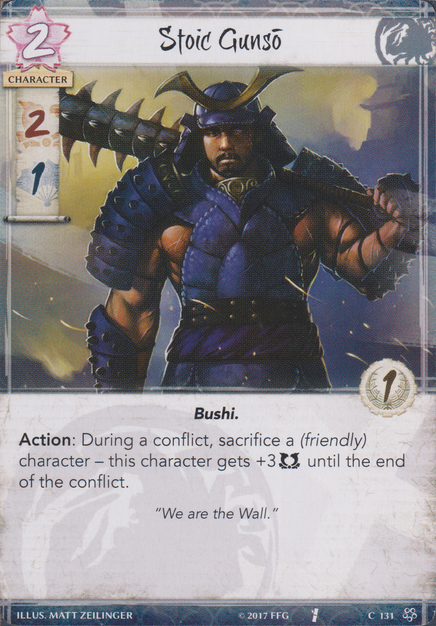 2
Stoic Gunsō
CHARACTER
2
1
1
Bushi.
Action: During a conflict, sacrifice a (friendly)
character – this character gets +3 until the end
of the conflict.
“We are the Wall.”
ILLUS. MATT ZEILINGER © 2017 FFG C 131